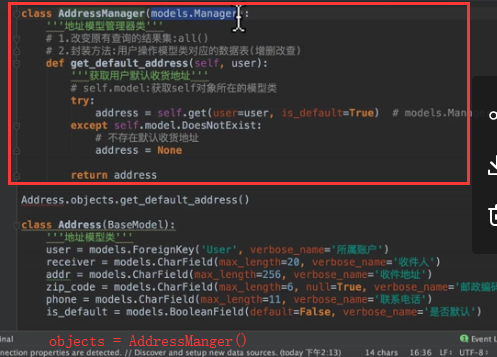 class AddressManager(models.Manager):
'''地址模型管理器类'''
# 1.改变原有查询的结果集:all()
# 2.封装方法:用户操作模型类对应的数据表(增删改查)
def get_default_address(self, user):
'''获取用户默认收货地址'''
# self.model:获取self对象所在的模型类
try:
address = self.get(user=user, is_default=True)  # models.Manag
except self.model.DoesNotExist:
# 不存在默认收货地址
address = None
return address
Address.objects.get_default_address()
class Address(BaseModel):
'''地址模型类'''
user = models.ForeignKey('User', verbose_name='所属账户')
receiver = models.CharField(max_length=20, verbose_name='收件人')
addr = models.CharField(max_length=256, verbose_name='收件地址')
zip_code = models.CharField(max_length=6, null=True, verbose_name='邮政编码
phone = models.CharField(max_length=11, verbose_name='联系电话')
is_default = models.BooleanField(default=False, verbose_name='是否默认')
objects = AddressManger()
inal
Event L
nection properties are detected. // Discover and setup new data sources. (today 下午2:13)
14 chars
16:36
LF÷
UTF-8÷